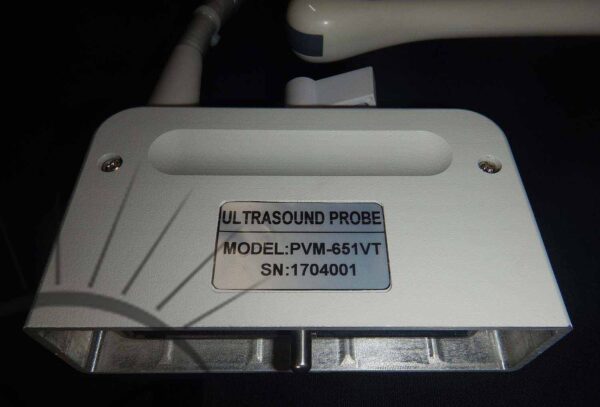 ULTRASOUND PROBE
MODEL:PVM-651VT
SN:1704001